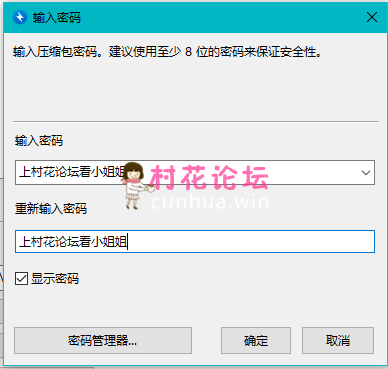 输入密码
输入压缩包密码。建议使用至少 8 位的密码来保证安全性。
输入密码
上村花论坛看小姐姐
村花论坛
cunhua.win
重新输入密码
上村花论坛看小姐姐
显示密码
密码管理器...
确定
取消